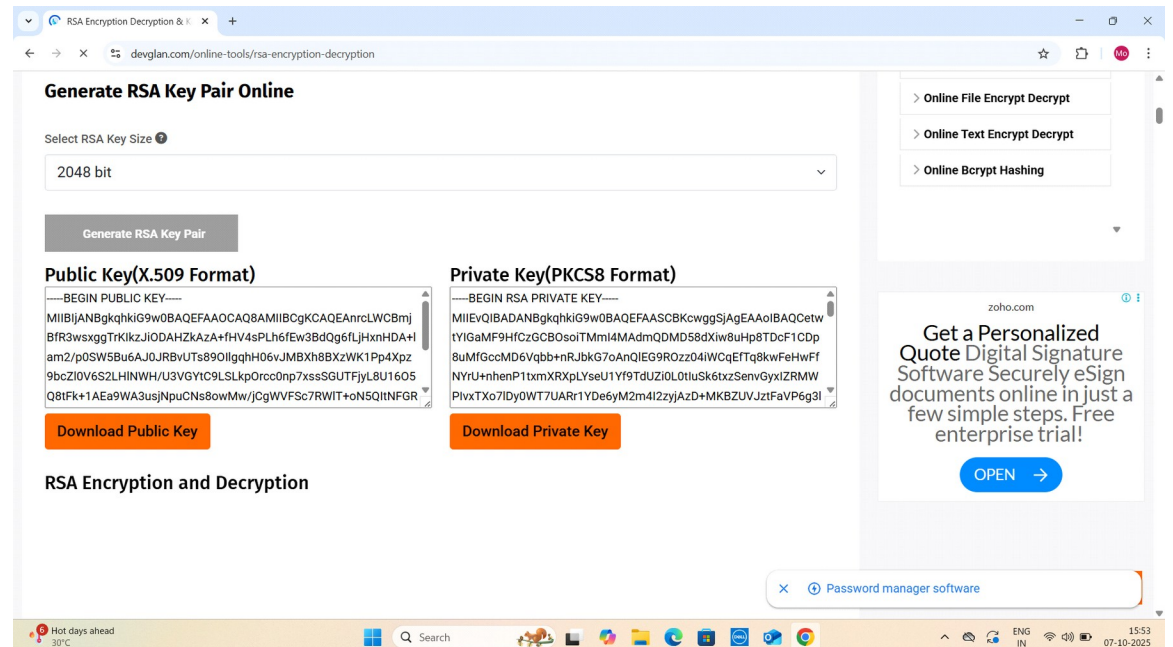 RSA Encryption Decryption & K
devglan.com/online-tools/rsa-encryption-decryption
Mo
Generate RSA Key Pair Online
Select RSA Key Size
2048 bit
Generate RSA Key Pair
Public Key(X.509 Format)
-----BEGIN PUBLIC KEY-----
MIIBIjANBgkqhkiG9w0BAQEFAAOCAQ8AMIIBCgKCAQEAnrcLWCBmj
BfR3wsxggTrKlkzJiODAHZkAzA+fHV4sPLh6fEw3BdQg6fLjHxnHDA+l
am2/p0SW5Bu6AJ0JRBvUTs89OIlgqhH06vJMBXh8BXzWK1Pp4Xpz
9bcZl0V6S2LHlNWH/U3VGYtC9LSLkpOrcc0np7xssSGUTFjyL8U16O5
Q8tFk+1AEa9WA3usjNpuCNs8owMw/jCgWVFSc7RWlT+oN5QItNFGR
Download Public Key
Private Key(PKCS8 Format)
-----BEGIN RSA PRIVATE KEY-----
MIIEvQIBADANBgkqhkiG9w0BAQEFAASCBKcwggSjAgEAAoIBAQCetw
tYIGaMF9HfCzGCBOsoiTMmI4MAdmQDMD58dXiw8uHp8TDcF1CDp
8uMfGccMD6Vqbb+nRJbkG7oAnQlEG9ROzz04iWCqEfTq8kwFeHwFf
NYrU+nhenP1txmXRXpLYseU1Yf9TdUZi0L0tIuSk6txzSenvGyxIZRMW
PIvxTXo7lDy0WT7UARr1YDe6yM2m4I2zyjAzD+MKBZUVJztFaVP6g3l
Download Private Key
RSA Encryption and Decryption
Online File Encrypt Decrypt
Online Text Encrypt Decrypt
Online Bcrypt Hashing
zoho.com
Get a Personalized
Quote Digital Signature
Software Securely eSign
documents online in just a
few simple steps. Free
enterprise trial!
OPEN
Password manager software
6
Hot days ahead
30°C
Search
ENG
IN
15:53
07-10-2025